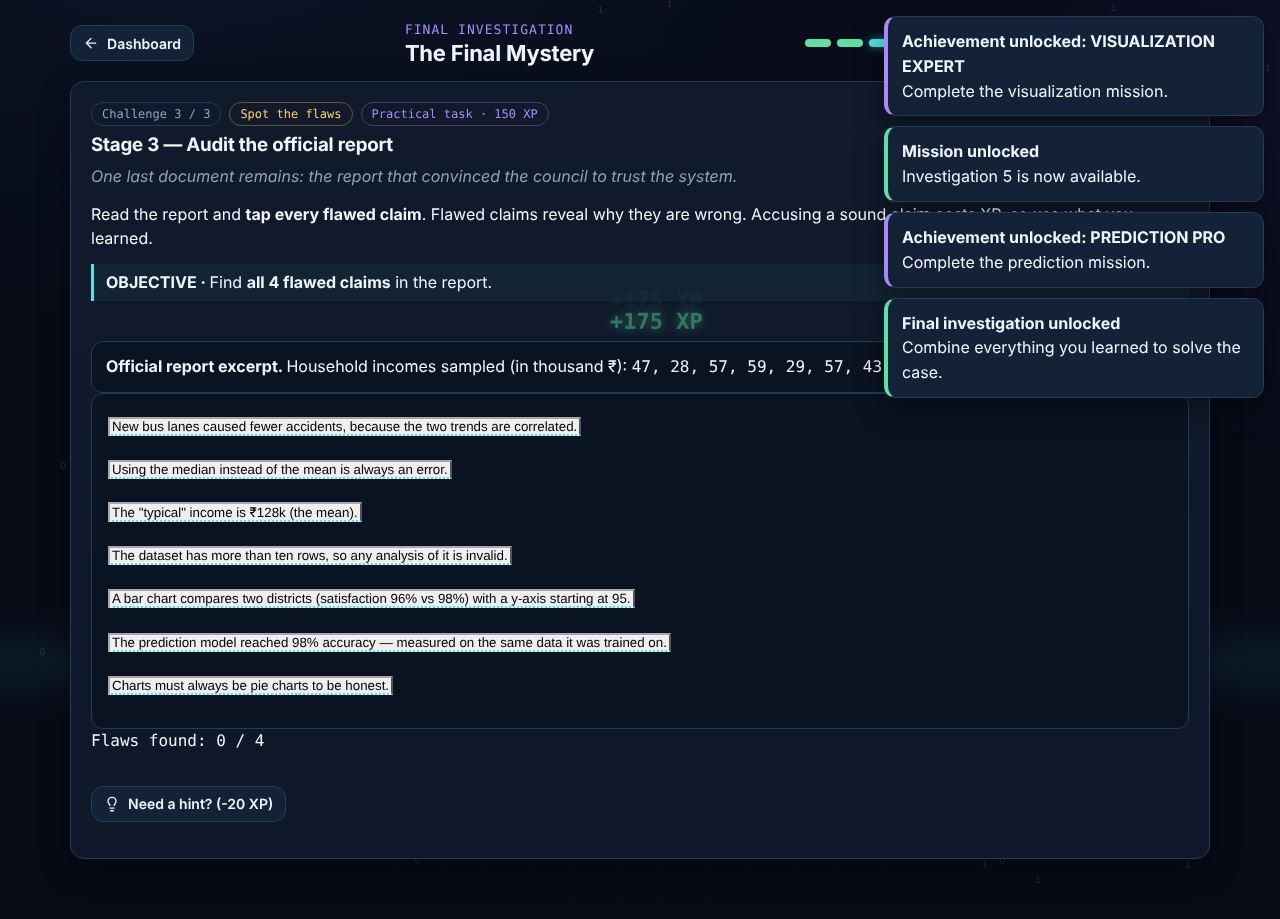 Dashboard
FINAL INVESTIGATION
The Final Mystery
Achievement unlocked: VISUALIZATION
EXPERT
Complete the visualization mission.
Mission unlocked
Investigation 5 is now available.
Achievement unlocked: PREDICTION PRO
Complete the prediction mission.
Final investigation unlocked
Combine everything you learned to solve the
case.
Challenge 3 / 3
Spot the flaws
Practical task · 150 XP
Stage 3 — Audit the official report
One last document remains: the report that convinced the council to trust the system.
Read the report and tap every flawed claim. Flawed claims reveal why they are wrong. Accusing a sound claim costs XP, so use what you
learned.
OBJECTIVE · Find all 4 flawed claims in the report.
+175 XP
+175 XP
Official report excerpt. Household incomes sampled (in thousand ₹): 47, 28, 57, 59, 29, 57, 43
New bus lanes caused fewer accidents, because the two trends are correlated.
Using the median instead of the mean is always an error.
The "typical" income is ₹128k (the mean).
The dataset has more than ten rows, so any analysis of it is invalid.
A bar chart compares two districts (satisfaction 96% vs 98%) with a y-axis starting at 95.
The prediction model reached 98% accuracy — measured on the same data it was trained on.
Charts must always be pie charts to be honest.
Flaws found: 0 / 4
Need a hint? (-20 XP)